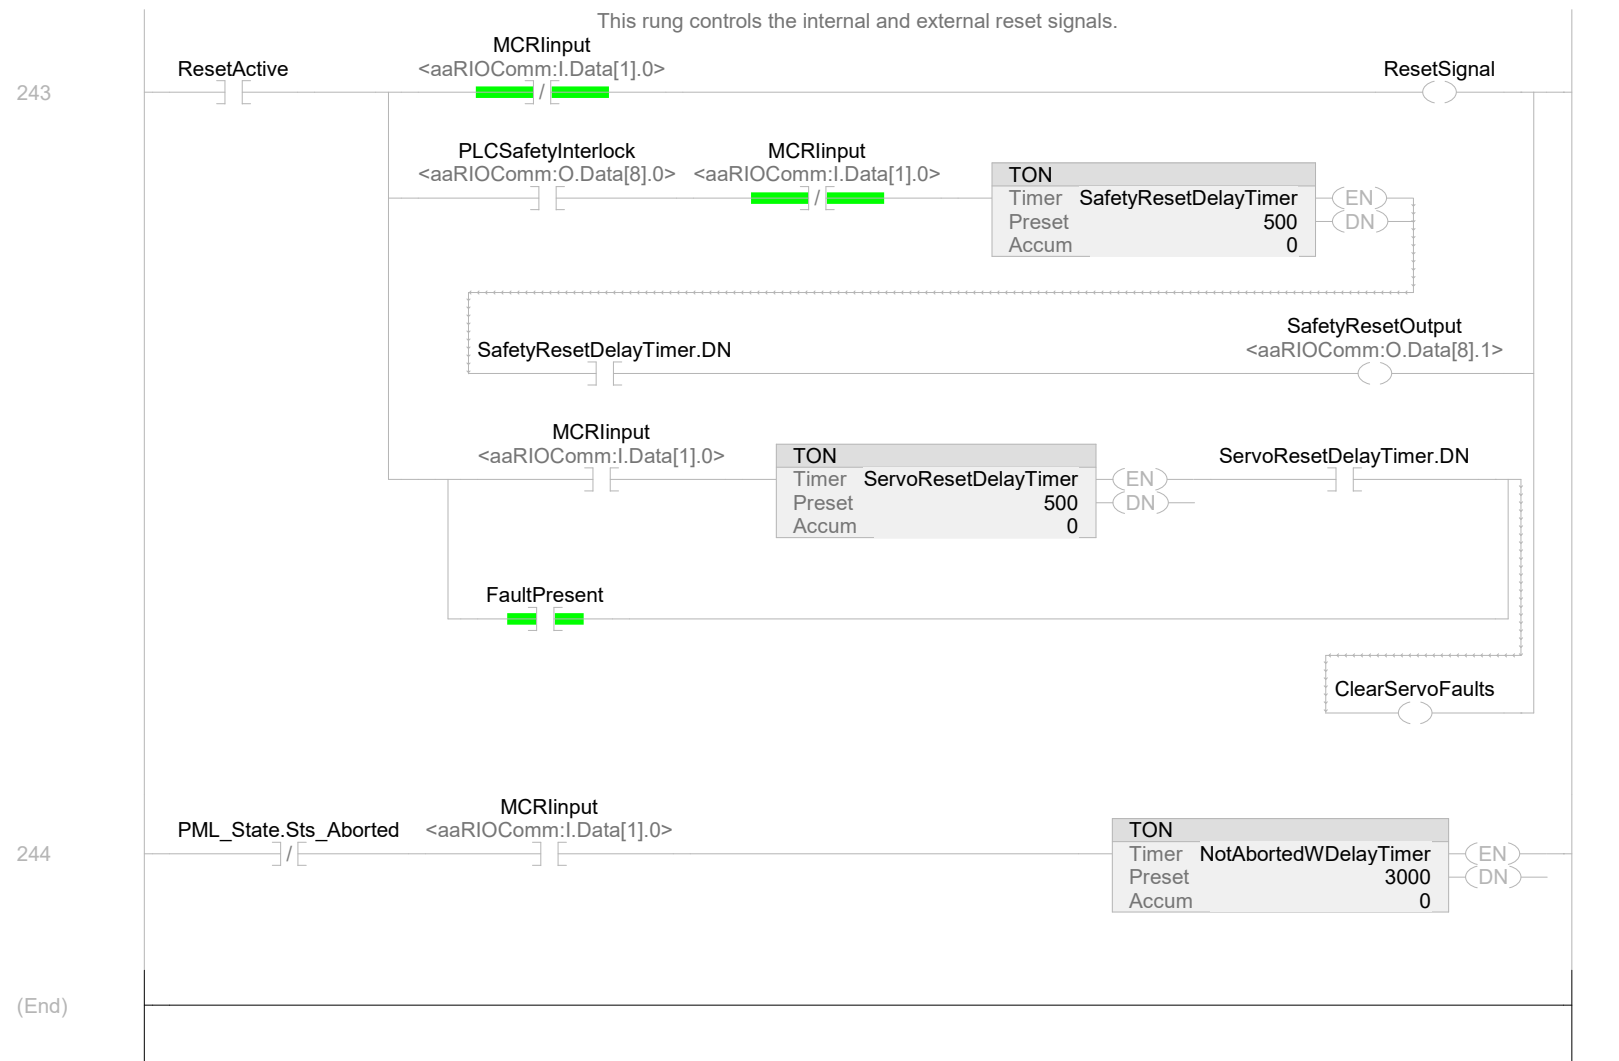 This rung controls the internal and external reset signals.
MCRIinput
ResetActive <aaRIOComm:I.Data[1].0> ResetSignal
243 /
PLCSafetyInterlock MCRIinput
<aaRIOComm:O.Data[8].0> <aaRIOComm:I.Data[1].0> TON
/ Timer SafetyResetDelayTimer EN
Preset 500 DN
Accum 0
SafetyResetOutput
SafetyResetDelayTimer.DN <aaRIOComm:O.Data[8].1>
MCRIinput
<aaRIOComm:I.Data[1].0> TON ServoResetDelayTimer.DN
Timer ServoResetDelayTimer EN
Preset 500 DN
Accum 0
FaultPresent
ClearServoFaults
MCRIinput
PML_State.Sts_Aborted <aaRIOComm:I.Data[1].0> TON
244 / Timer NotAbortedWDelayTimer EN
Preset 3000 DN
Accum 0
(End)